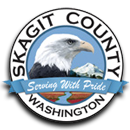 SKAGIT COUNTY
Serving With Pride
WASHINGTON